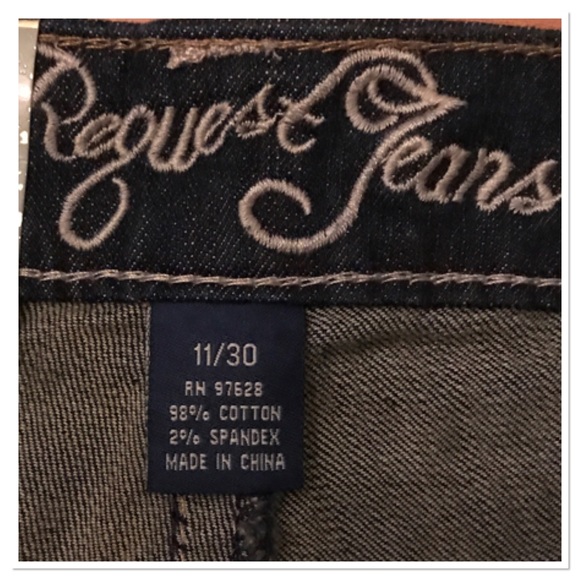 Request Jeans
11/30
RN 97628
98% COTTON
2% SPANDEX
MADE IN CHINA